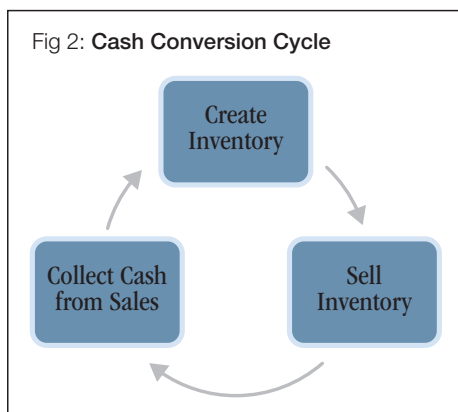 Fig 2: Cash Conversion Cycle
Create
Inventory
Sell
Inventory
Collect Cash
from Sales